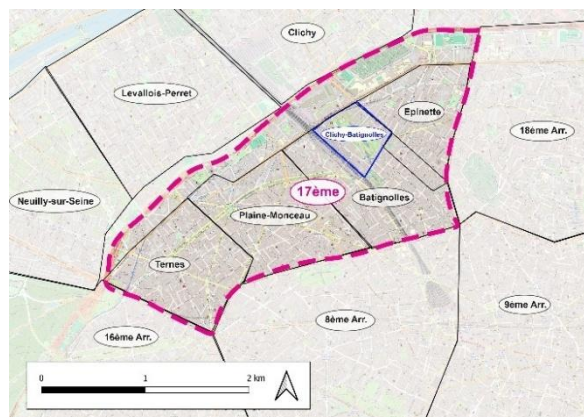 Clichy
Levallois-Perret
Epinette
Clichy-Batignolles
18ème Arr.
Neuilly-sur-Seine
17ème
Batignolles
Plaine-Monceau
Ternes
9ème Arr.
8ème Arr.
16ème Arr.
0 1 2 km